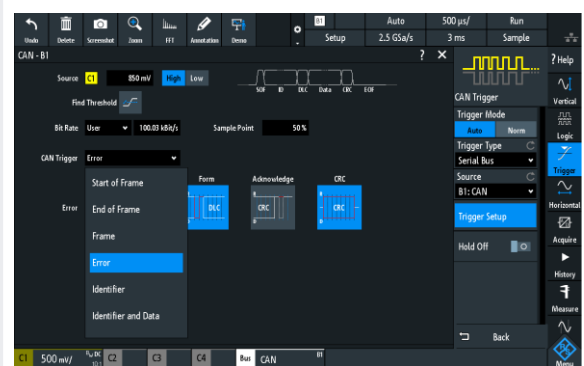 B1 Auto 500 µs/ Run
Undo Delete Screenshot Zoom FFT Annotation Demo Setup 2.5 GSa/s 3 ms Sample
CAN - B1 ? ×
? Help
Source C1 850 mV High Low
SOF ID DLC Data CRC EOF
CAN Trigger
Vertical
Find Threshold
Trigger Mode
Auto Norm
Logic
Bit Rate User 100.03 kBit/s Sample Point 50 %
Trigger Type
CAN Trigger Error
Serial Bus
Trigger
Source
Start of Frame
Form Acknowledge CRC
B1: CAN
Horizontal
Error
End of Frame
DLC CRC CRC
Trigger Setup
Frame
Acquire
Hold Off
Error
History
Identifier
Measure
Identifier and Data
Back
C1 500 mV/ DC 10:1 C2 C3 C4 Bus CAN B1
Menu